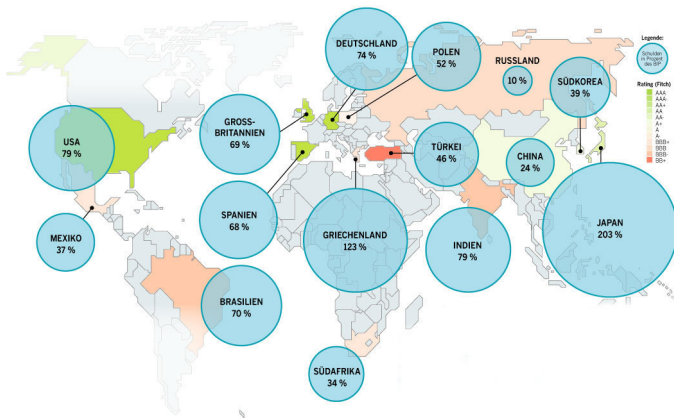 Legende:
Schulden
in Prozent
des BIP
Rating (Fitch)
AAA
AAA-
AA+
AA
AA-
A+
A
A-
BBB+
BBB
BBB-
BB+
DEUTSCHLAND
74 %
POLEN
52 %
RUSSLAND
10 %
SÜDKOREA
39 %
USA
79 %
GROSS-
BRITANNIEN
69 %
TÜRKEI
46 %
CHINA
24 %
MEXIKO
37 %
SPANIEN
68 %
GRIECHENLAND
123 %
INDIEN
79 %
JAPAN
203 %
BRASILIEN
70 %
SÜDAFRIKA
34 %